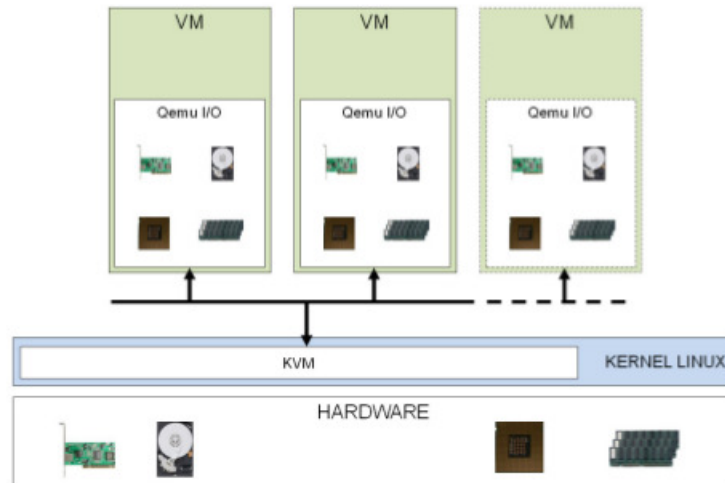 VM VM VM
Qemu I/O Qemu I/O Qemu I/O
KVM KERNEL LINUX
HARDWARE